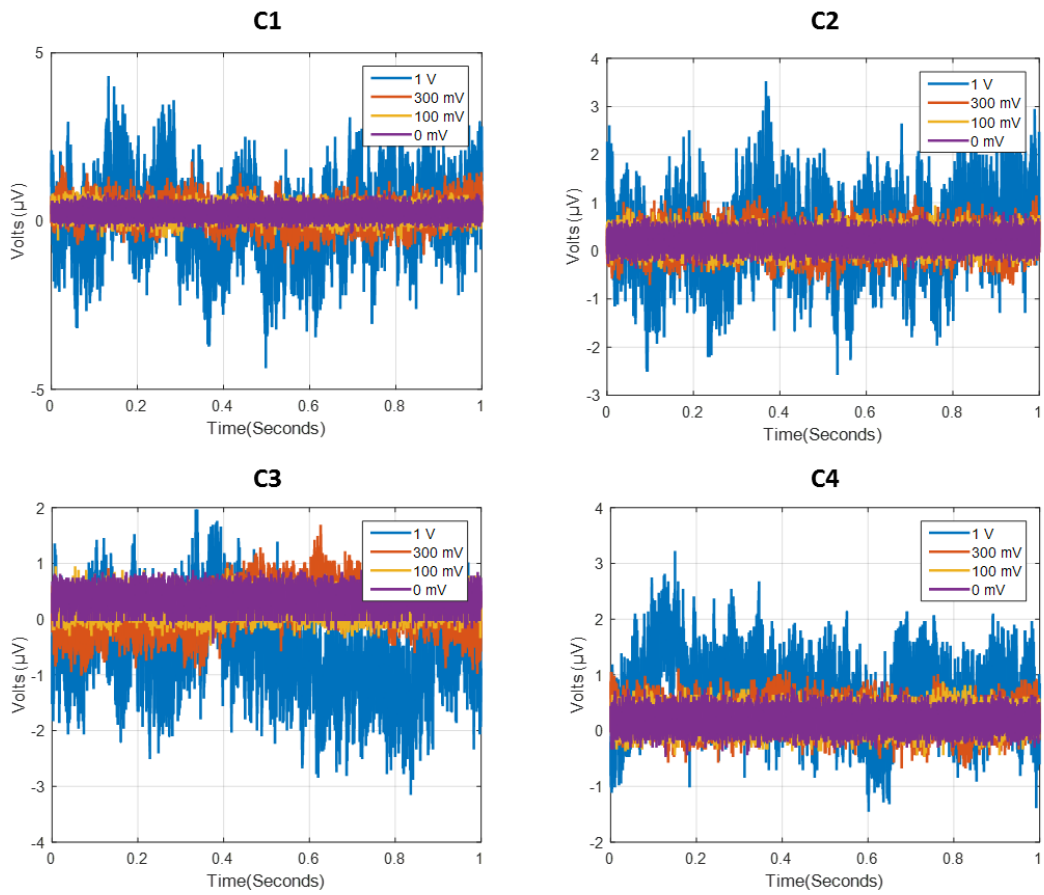 C1
5
0
-5
Volts (µV)
0 0.2 0.4 0.6 0.8 1
Time(Seconds)
1 V
300 mV
100 mV
0 mV
C2
4
3
2
1
0
-1
-2
-3
Volts (µV)
0 0.2 0.4 0.6 0.8 1
Time(Seconds)
1 V
300 mV
100 mV
0 mV
C3
2
1
0
-1
-2
-3
-4
Volts (µV)
0 0.2 0.4 0.6 0.8 1
Time(Seconds)
1 V
300 mV
100 mV
0 mV
C4
4
3
2
1
0
-1
-2
Volts (µV)
0 0.2 0.4 0.6 0.8 1
Time(Seconds)
1 V
300 mV
100 mV
0 mV